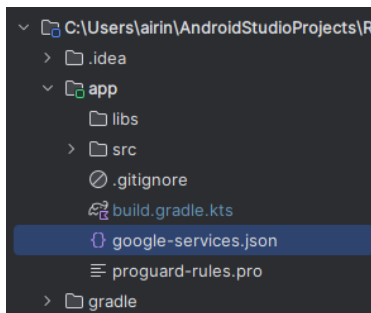 C:\Users\airin\AndroidStudioProjects\R
.idea
app
libs
src
.gitignore
build.gradle.kts
google-services.json
proguard-rules.pro
gradle